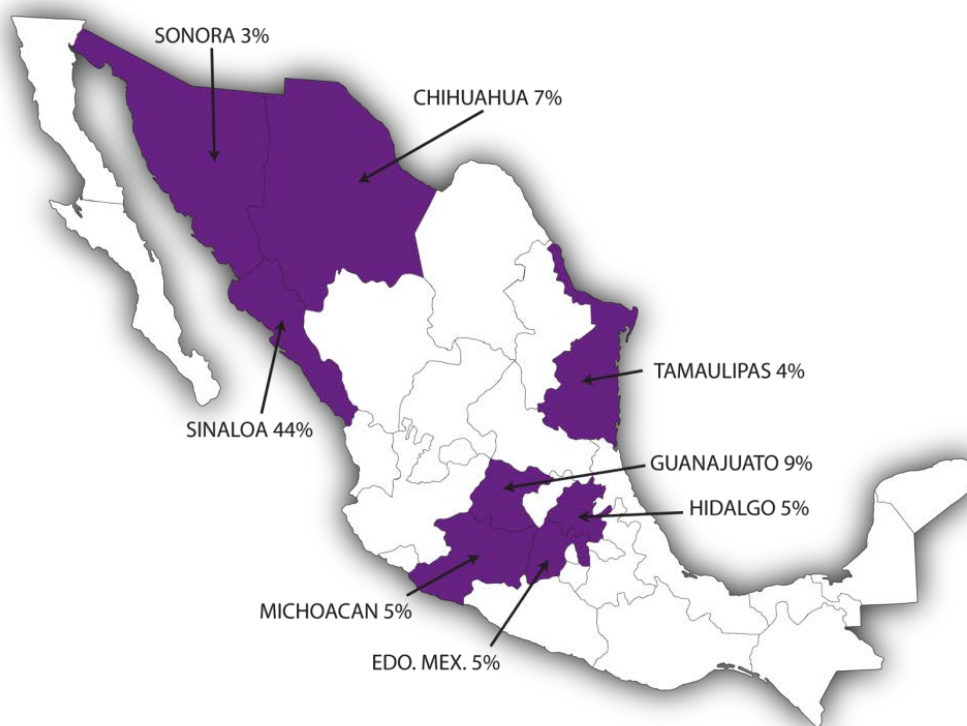 SONORA 3%
CHIHUAHUA 7%
TAMAULIPAS 4%
SINALOA 44%
GUANAJUATO 9%
HIDALGO 5%
MICHOACAN 5%
EDO. MEX. 5%